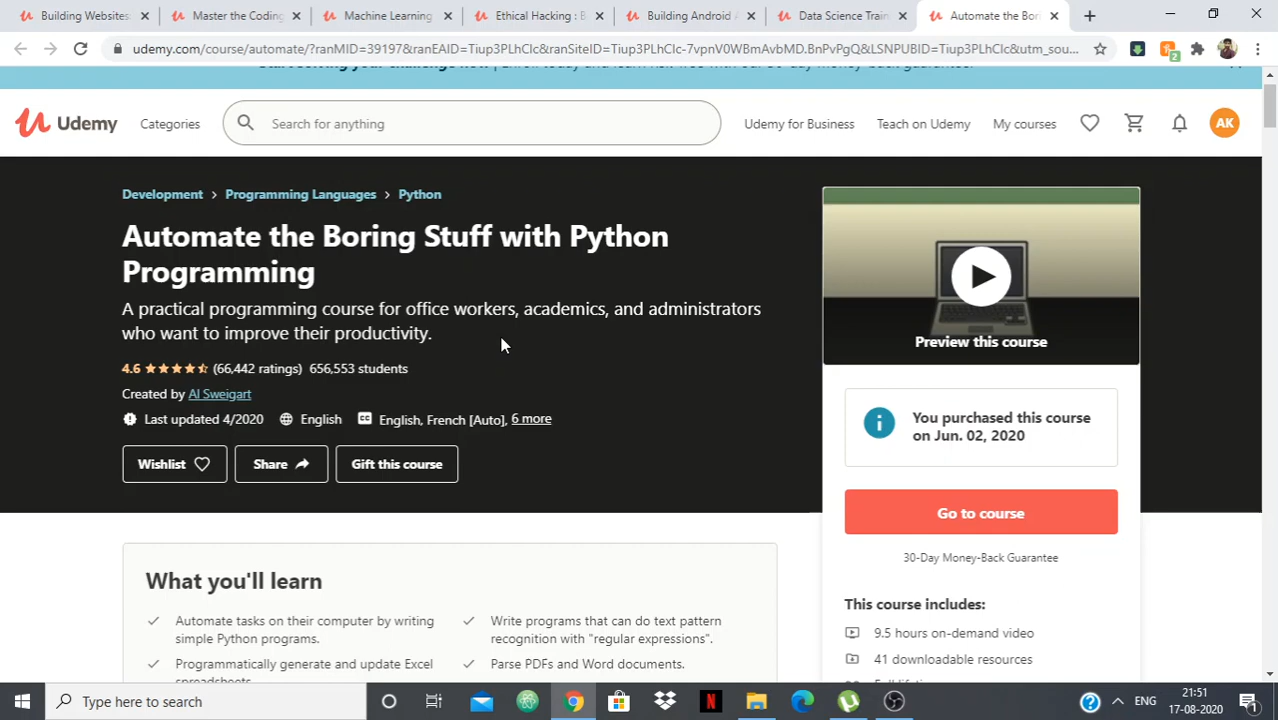 Building Websites
Master the Coding
Machine Learning
Ethical Hacking : B
Building Android A
Data Science Train
Automate the Bori
udemy.com/course/automate/?ranMID=39197&ranEAID=Tiup3PLhClc&ranSiteID=Tiup3PLhClc-7vpnV0WBmAvbMD.BnPvPgQ&LSNPUBID=Tiup3PLhClc&utm_sou...
Udemy
Categories
Search for anything
Udemy for Business
Teach on Udemy
My courses
AK
Development > Programming Languages > Python
Automate the Boring Stuff with Python
Programming
A practical programming course for office workers, academics, and administrators
who want to improve their productivity.
4.6 (66,442 ratings) 656,553 students
Created by Al Sweigart
Last updated 4/2020 English CC English, French [Auto], 6 more
Wishlist
Share
Gift this course
Preview this course
You purchased this course
on Jun. 02, 2020
Go to course
30-Day Money-Back Guarantee
This course includes:
9.5 hours on-demand video
41 downloadable resources
What you'll learn
Automate tasks on their computer by writing
simple Python programs.
Write programs that can do text pattern
recognition with "regular expressions".
Programmatically generate and update Excel
spreadsheets.
Parse PDFs and Word documents.
Type here to search
ENG
21:51
17-08-2020